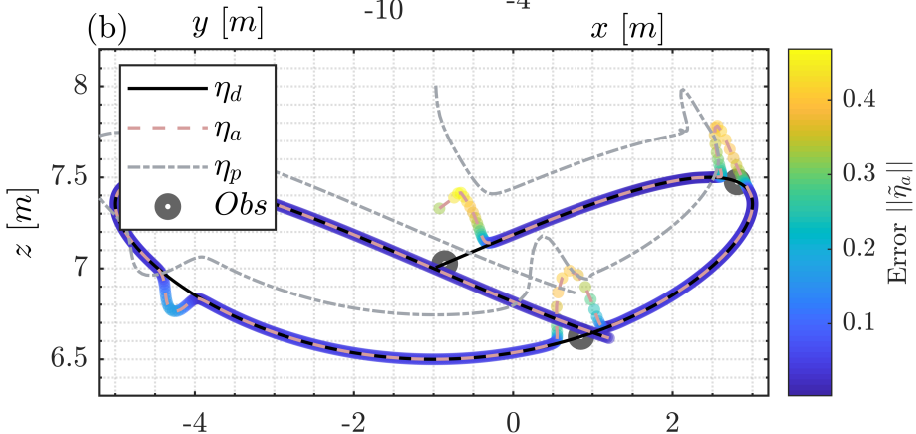 -10
-4
(b)
y [m]
x [m]
η_d
η_a
η_p
Obs
8
7.5
7
6.5
z [m]
-4
-2
0
2
0.4
0.3
0.2
0.1
Error ||η̃_a||